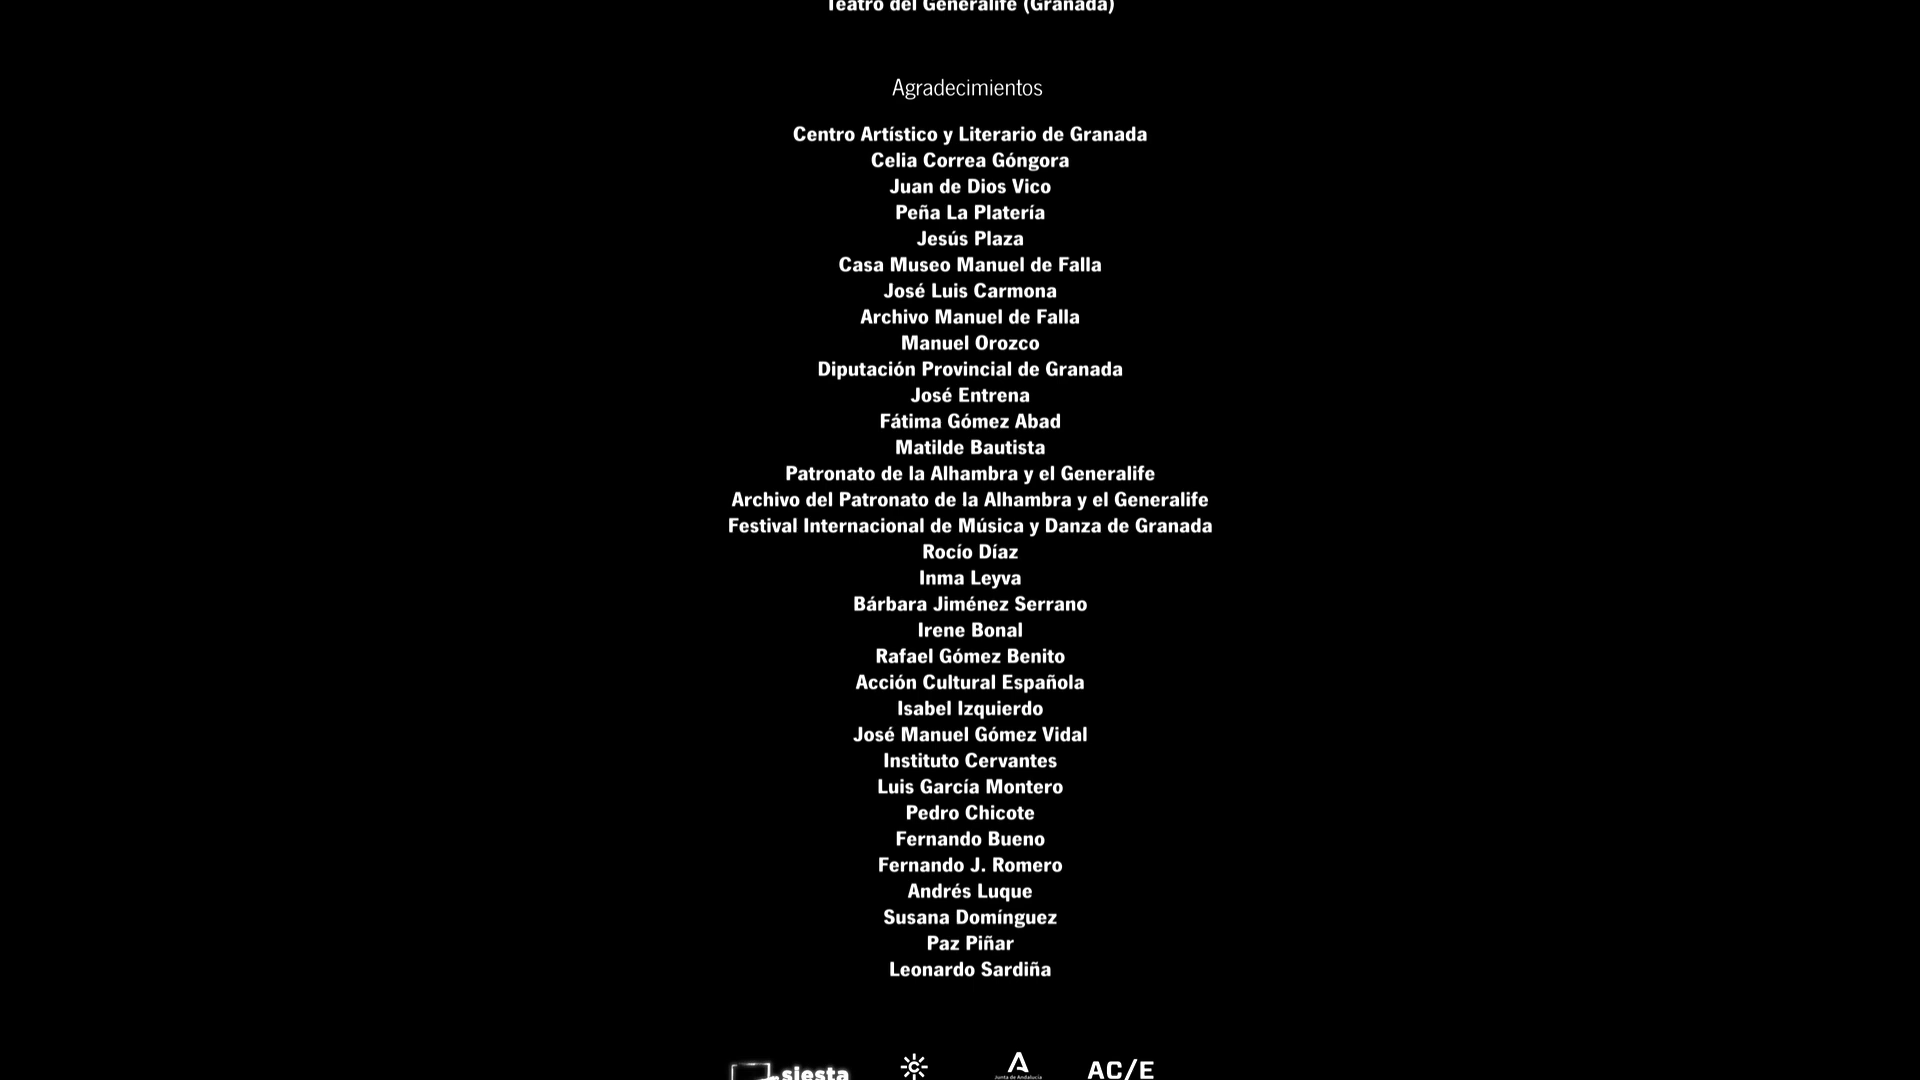 Teatro del Generalife (Granada)
Agradecimientos
Centro Artístico y Literario de Granada
Celia Correa Góngora
Juan de Dios Vico
Peña La Platería
Jesús Plaza
Casa Museo Manuel de Falla
José Luis Carmona
Archivo Manuel de Falla
Manuel Orozco
Diputación Provincial de Granada
José Entrena
Fátima Gómez Abad
Matilde Bautista
Patronato de la Alhambra y el Generalife
Archivo del Patronato de la Alhambra y el Generalife
Festival Internacional de Música y Danza de Granada
Rocío Díaz
Inma Leyva
Bárbara Jiménez Serrano
Irene Bonal
Rafael Gómez Benito
Acción Cultural Española
Isabel Izquierdo
José Manuel Gómez Vidal
Instituto Cervantes
Luis García Montero
Pedro Chicote
Fernando Bueno
Fernando J. Romero
Andrés Luque
Susana Domínguez
Paz Piñar
Leonardo Sardiña
siesta
Junta de Andalucía
AC/E